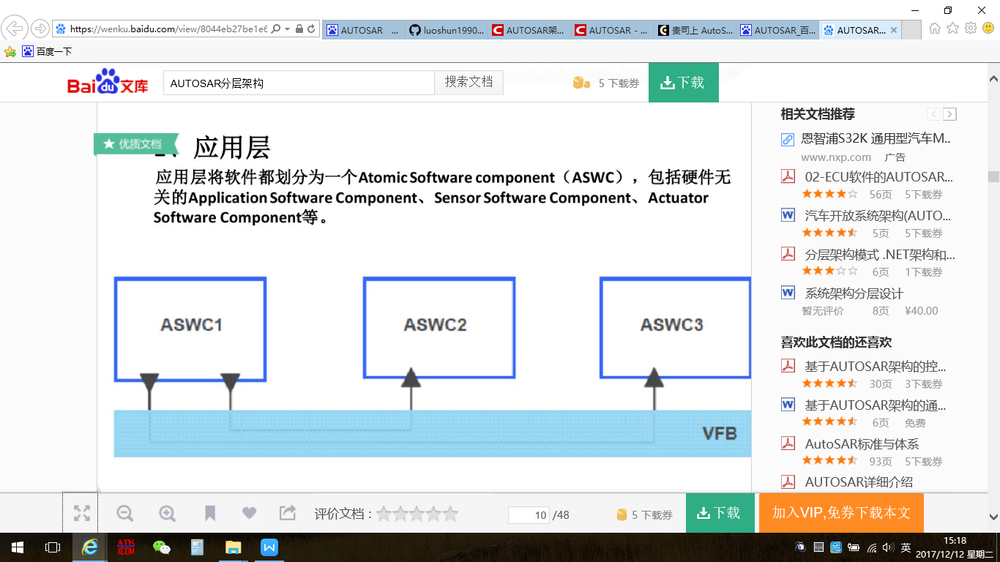 https://wenku.baidu.com/view/8044eb27be1e6
AUTOSAR ...
luoshun1990...
AUTOSAR架...
AUTOSAR - ...
贵司上 AutoS...
AUTOSAR_百...
AUTOSAR...
百度一下
Bai du 文库
AUTOSAR分层架构
搜索文档
5 下载券
下载
优质文档
、应用层
应用层将软件都划分为一个Atomic Software component（ASWC），包括硬件无
关的Application Software Component、Sensor Software Component、Actuator
Software Component等。
ASWC1
ASWC2
ASWC3
VFB
相关文档推荐
恩智浦S32K 通用型汽车M..
www.nxp.com 广告
02-ECU软件的AUTOSAR...
56页 5下载券
汽车开放系统架构(AUTO...
5页 5下载券
分层架构模式 .NET架构和...
6页 1下载券
系统架构分层设计
暂无评价 8页 ¥40.00
喜欢此文档的还喜欢
基于AUTOSAR架构的控...
30页 3下载券
基于AUTOSAR架构的通...
6页 免费
AutoSAR标准与体系
93页 5下载券
AUTOSAR详细介绍
评价文档：
10 /48
5 下载券
下载
加入VIP,免券下载本文
ATK
XCOM
英
15:18
2017/12/12 星期二